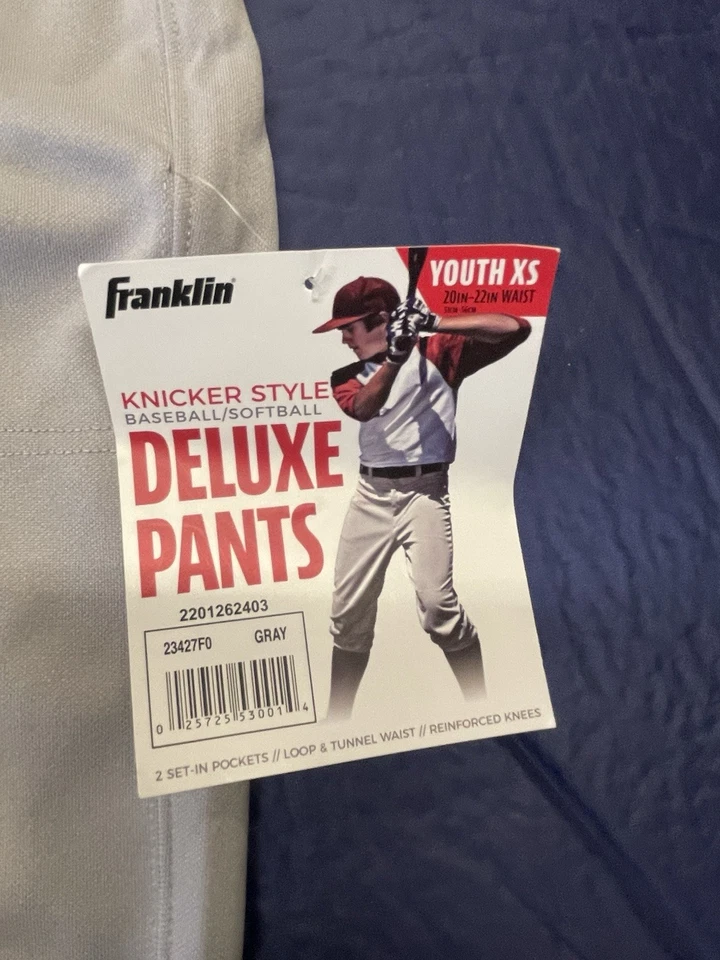 franklin
YOUTH XS
20IN-22IN WAIST
KNICKER STYLE
BASEBALL/SOFTBALL
DELUXE
PANTS
2201262403
23427F0 GRAY
0 25725 53001 4
2 SET-IN POCKETS // LOOP & TUNNEL WAIST // REINFORCED KNEES